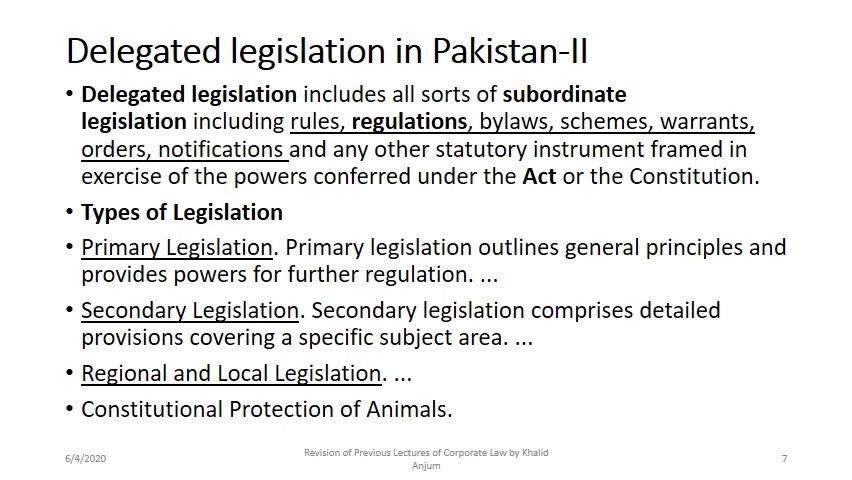 Delegated legislation in Pakistan-II
• Delegated legislation includes all sorts of subordinate
legislation including rules, regulations, bylaws, schemes, warrants,
orders, notifications and any other statutory instrument framed in
exercise of the powers conferred under the Act or the Constitution.
• Types of Legislation
• Primary Legislation. Primary legislation outlines general principles and
provides powers for further regulation. ...
• Secondary Legislation. Secondary legislation comprises detailed
provisions covering a specific subject area. ...
• Regional and Local Legislation. ...
• Constitutional Protection of Animals.
6/4/2020
Revision of Previous Lectures of Corporate Law by Khalid
Anjum
7